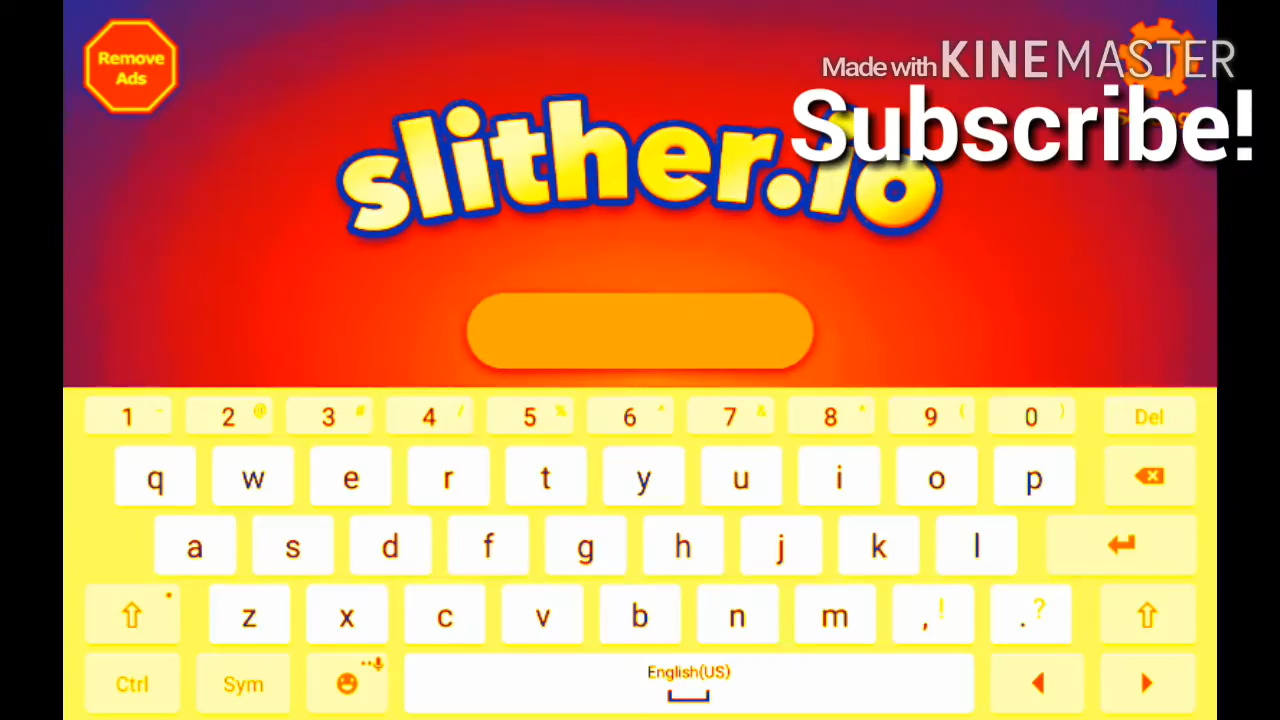 Remove
Ads
Made with KINEMASTER
Subscribe!
slither.io
1 - 2 @ 3 # 4 / 5 % 6 ^ 7 & 8 * 9 ( 0 ) Del
q w e r t y u i o p
a s d f g h j k l
z x c v b n m , ! . ?
English(US)
Ctrl Sym